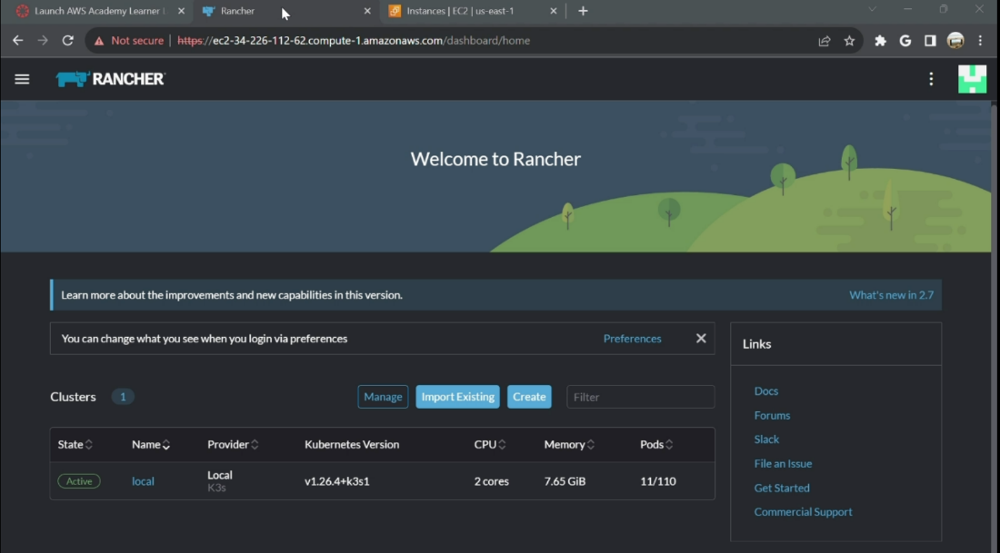 Launch AWS Academy Learner L
Rancher
Instances | EC2 | us-east-1
Not secure | https://ec2-34-226-112-62.compute-1.amazonaws.com/dashboard/home
RANCHER
Welcome to Rancher
Learn more about the improvements and new capabilities in this version.
What's new in 2.7
You can change what you see when you login via preferences
Preferences
Links
Clusters 1
Manage
Import Existing
Create
Filter
Docs
Forums
Slack
File an Issue
Get Started
Commercial Support
State Name Provider Kubernetes Version CPU Memory Pods
Active local Local v1.26.4+k3s1 2 cores 7.65 GiB 11/110
K3s